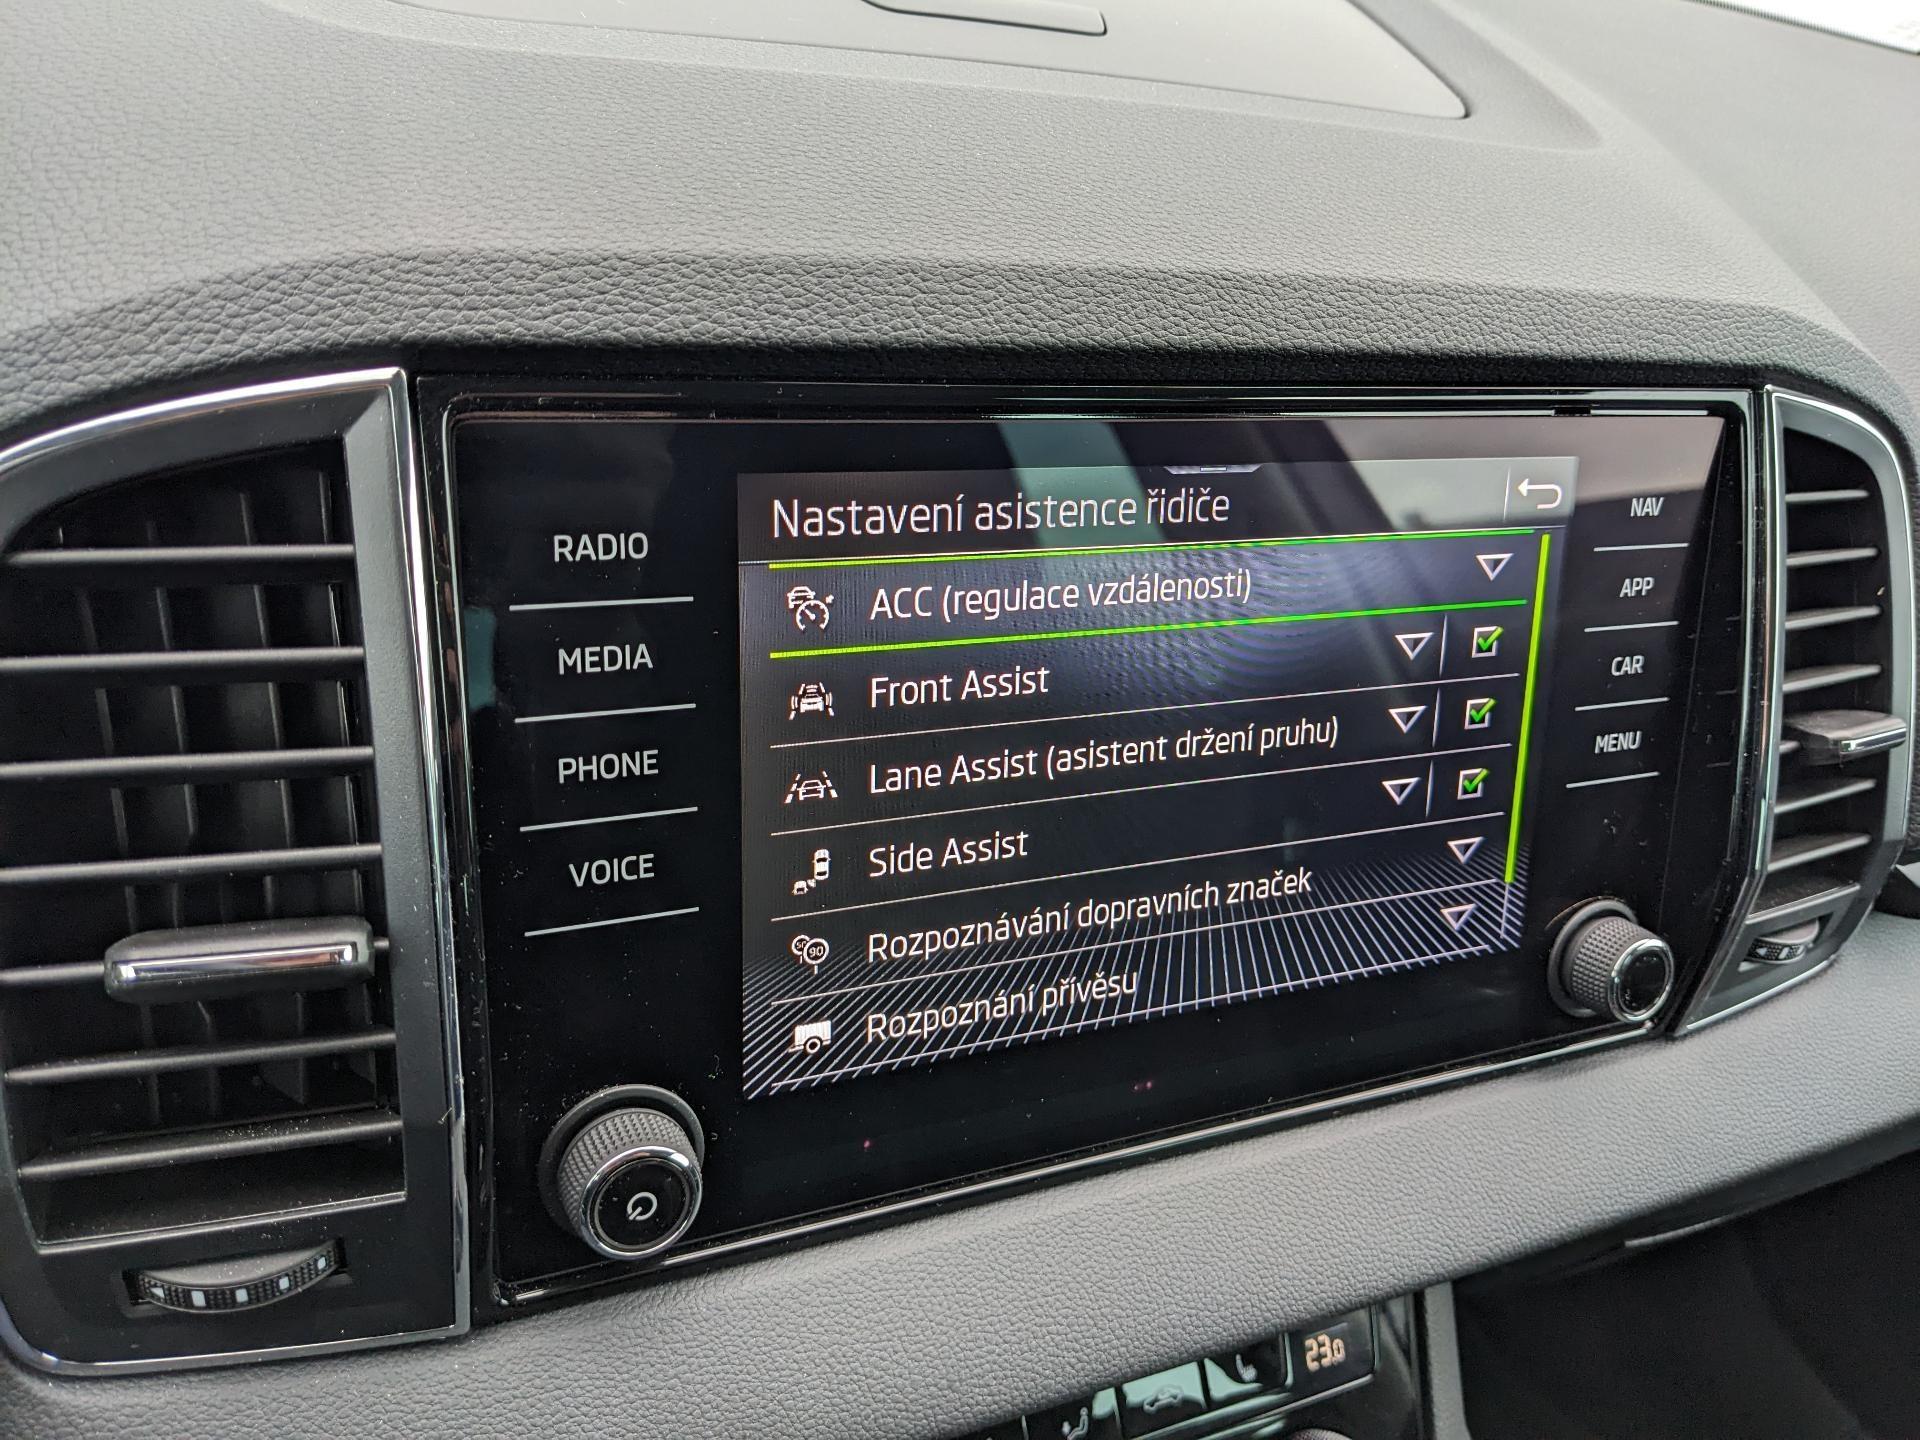 RADIO
MEDIA
PHONE
VOICE
Nastavení asistence řidiče
ACC (regulace vzdálenosti)
Front Assist
Lane Assist (asistent držení pruhu)
Side Assist
90
Rozpoznávání dopravních značek
Rozpoznání přívěsu
NAV
APP
CAR
MENU
23.0